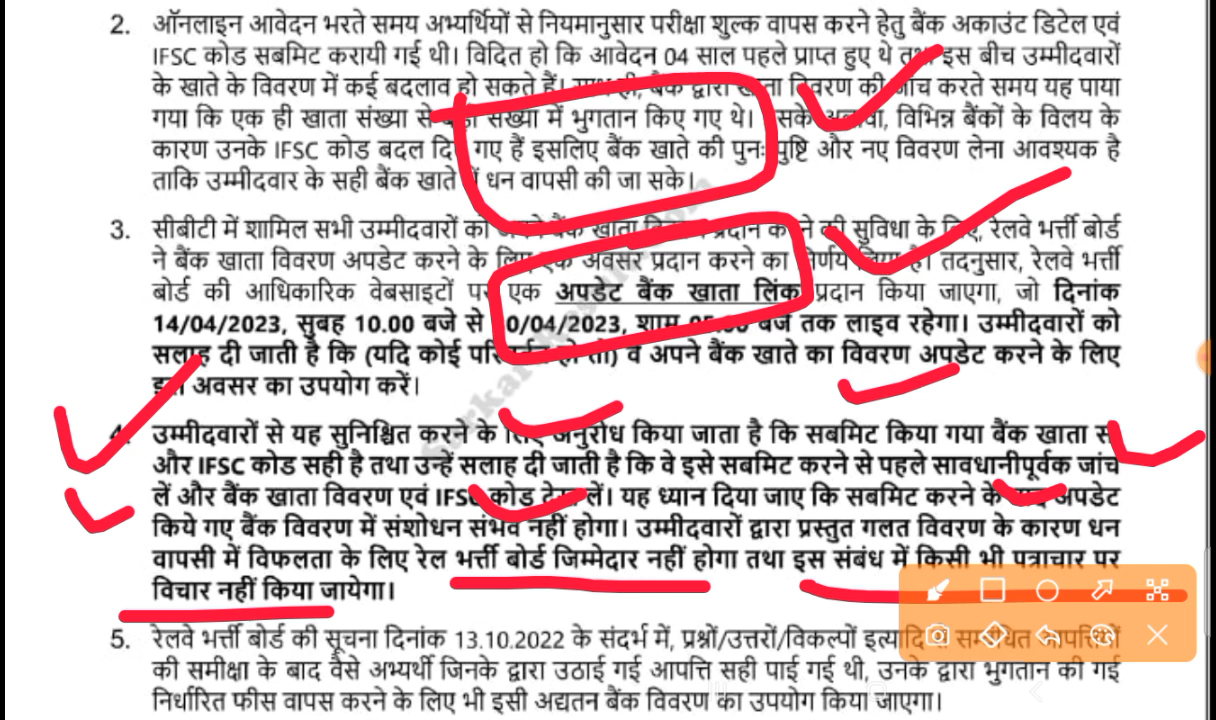 2. ऑनलाइन आवेदन भरते समय अभ्यर्थियों से नियमानुसार परीक्षा शुल्क वापस करने हेतु बैंक अकाउंट डिटेल एवं
IFSC कोड सबमिट करायी गई थी। विदित हो कि आवेदन 04 साल पहले प्राप्त हुए थे इस बीच उम्मीदवारों
के खाते के विवरण में कई बदलाव हो सकते हैं। बैंक द्वारा विवरण की जांच करते समय यह पाया
गया कि एक ही खाता संख्या से संख्या में भुगतान किए गए थे। विभिन्न बैंकों के विलय के
कारण उनके IFSC कोड बदल दिए गए हैं इसलिए बैंक खाते की पुनः पुष्टि और नए विवरण लेना आवश्यक है
ताकि उम्मीदवार के सही बैंक खाते में धन वापसी की जा सके।
3. सीबीटी में शामिल सभी उम्मीदवारों को बैंक खाता प्रदान करने की सुविधा के लिए, रेलवे भर्ती बोर्ड
ने बैंक खाता विवरण अपडेट करने के लिए एक अवसर प्रदान करने का निर्णय लिया है। तदनुसार, रेलवे भर्ती
बोर्ड की आधिकारिक वेबसाइटों पर एक अपडेट बैंक खाता लिंक प्रदान किया जाएगा, जो दिनांक
14/04/2023, सुबह 10.00 बजे से 0/04/2023, शाम बजे तक लाइव रहेगा। उम्मीदवारों को
सलाह दी जाती है कि (यदि कोई परिवर्तन हो तो) वे अपने बैंक खाते का विवरण अपडेट करने के लिए
इस अवसर का उपयोग करें।
4. उम्मीदवारों से यह सुनिश्चित करने के लिए अनुरोध किया जाता है कि सबमिट किया गया बैंक खाता
और IFSC कोड सही है तथा उन्हें सलाह दी जाती है कि वे इसे सबमिट करने से पहले सावधानीपूर्वक जांच
लें और बैंक खाता विवरण एवं IFSC कोड देख लें। यह ध्यान दिया जाए कि सबमिट करने के बाद अपडेट
किये गए बैंक विवरण में संशोधन संभव नहीं होगा। उम्मीदवारों द्वारा प्रस्तुत गलत विवरण के कारण धन
वापसी में विफलता के लिए रेल भर्ती बोर्ड जिम्मेदार नहीं होगा तथा इस संबंध में किसी भी पत्राचार पर
विचार नहीं किया जायेगा।
5. रेलवे भर्ती बोर्ड की सूचना दिनांक 13.10.2022 के संदर्भ में, प्रश्नों/उत्तरों/विकल्पों इत्यादि
की समीक्षा के बाद वैसे अभ्यर्थी जिनके द्वारा उठाई गई आपत्ति सही पाई गई थी, उनके द्वारा भुगतान की गई
निर्धारित फीस वापस करने के लिए भी इसी अद्यतन बैंक विवरण का उपयोग किया जाएगा।